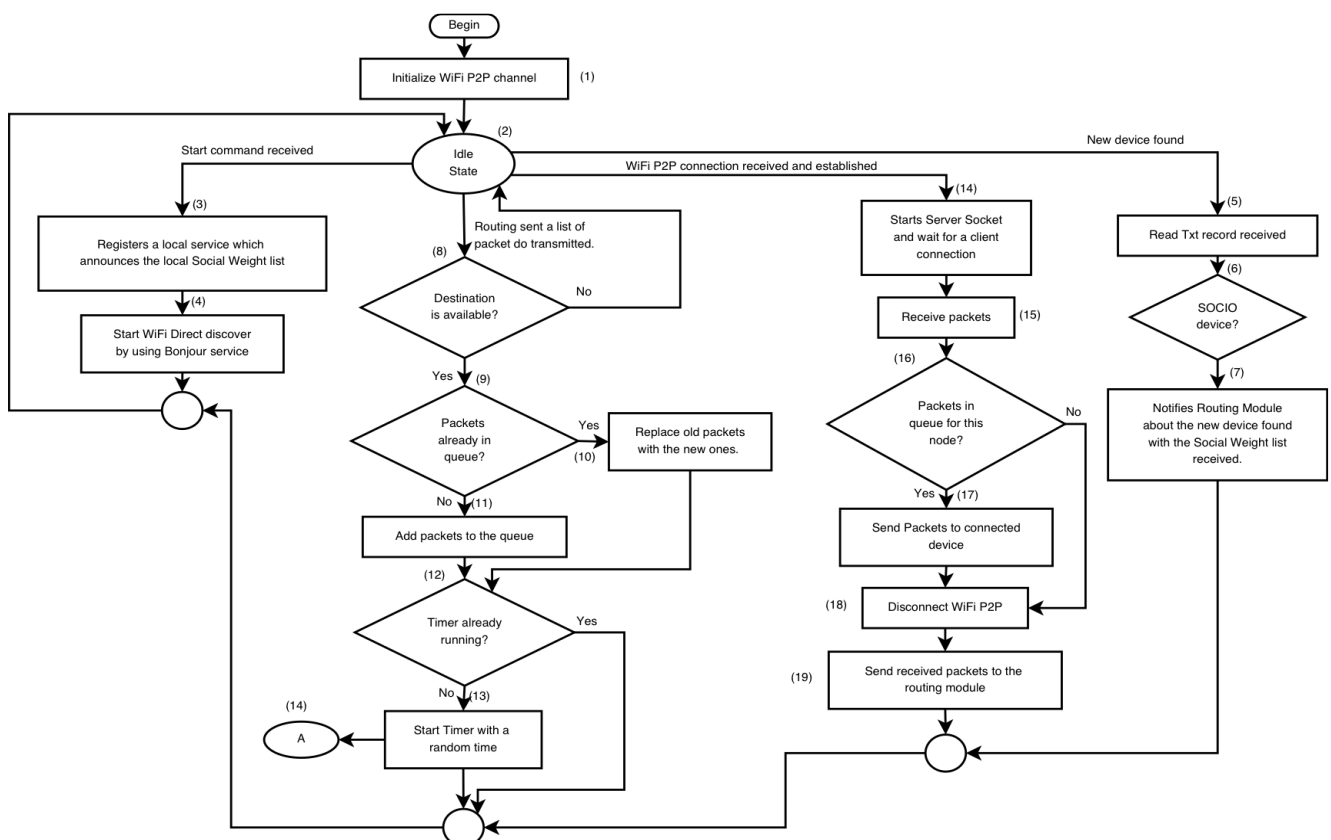 Begin
Initialize WiFi P2P channel
(1)
(2)
Idle
State
Start command received
New device found
WiFi P2P connection received and established
(3)
Registers a local service which
announces the local Social Weight list
(4)
Start WiFi Direct discover
by using Bonjour service
Routing sent a list of
packet do transmitted.
(8)
Destination
is available?
No
Yes
(9)
Packets
already in
queue?
Yes
(10)
Replace old packets
with the new ones.
No
(11)
Add packets to the queue
(12)
Timer already
running?
Yes
No
(13)
Start Timer with a
random time
(14)
A
(14)
Starts Server Socket
and wait for a client
connection
Receive packets
(15)
(16)
Packets in
queue for this
node?
No
Yes
(17)
Send Packets to connected
device
(18)
Disconnect WiFi P2P
(19)
Send received packets to the
routing module
(5)
Read Txt record received
(6)
SOCIO
device?
(7)
Notifies Routing Module
about the new device found
with the Social Weight list
received.